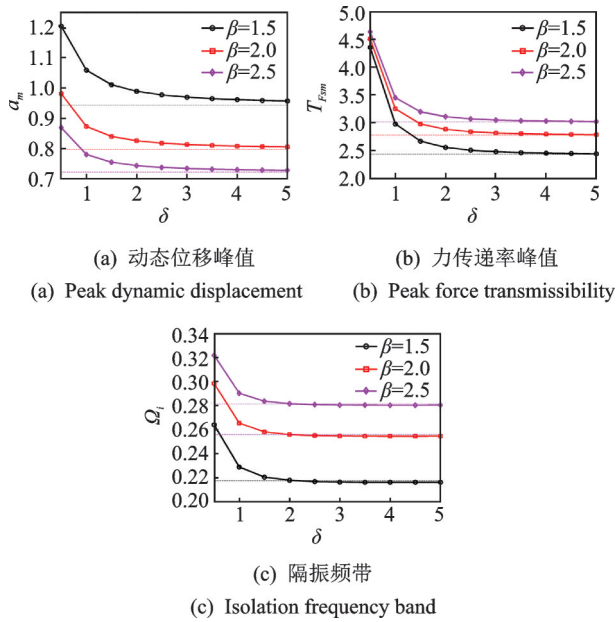 1.2
1.1
1.0
0.9
0.8
0.7
a_m
1 2 3 4 5
δ
β=1.5
β=2.0
β=2.5
(a) 动态位移峰值
(a) Peak dynamic displacement
5.0
4.5
4.0
3.5
3.0
2.5
2.0
T_{Fsm}
0 1 2 3 4 5
δ
β=1.5
β=2.0
β=2.5
(b) 力传递率峰值
(b) Peak force transmissibility
0.34
0.32
0.30
0.28
0.26
0.24
0.22
0.20
Ω_i
1 2 3 4 5
δ
β=1.5
β=2.0
β=2.5
(c) 隔振频带
(c) Isolation frequency band